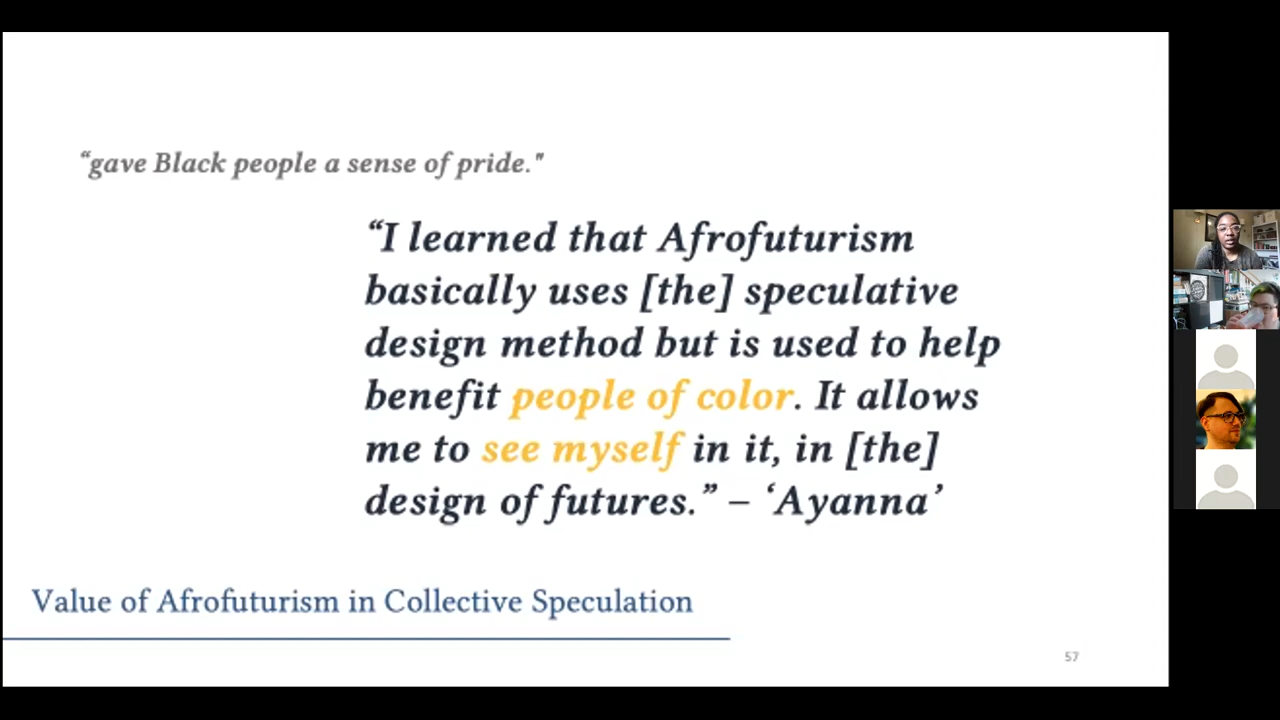 “gave Black people a sense of pride."
“I learned that Afrofuturism
basically uses [the] speculative
design method but is used to help
benefit people of color. It allows
me to see myself in it, in [the]
design of futures.” – ‘Ayanna’
Value of Afrofuturism in Collective Speculation
57